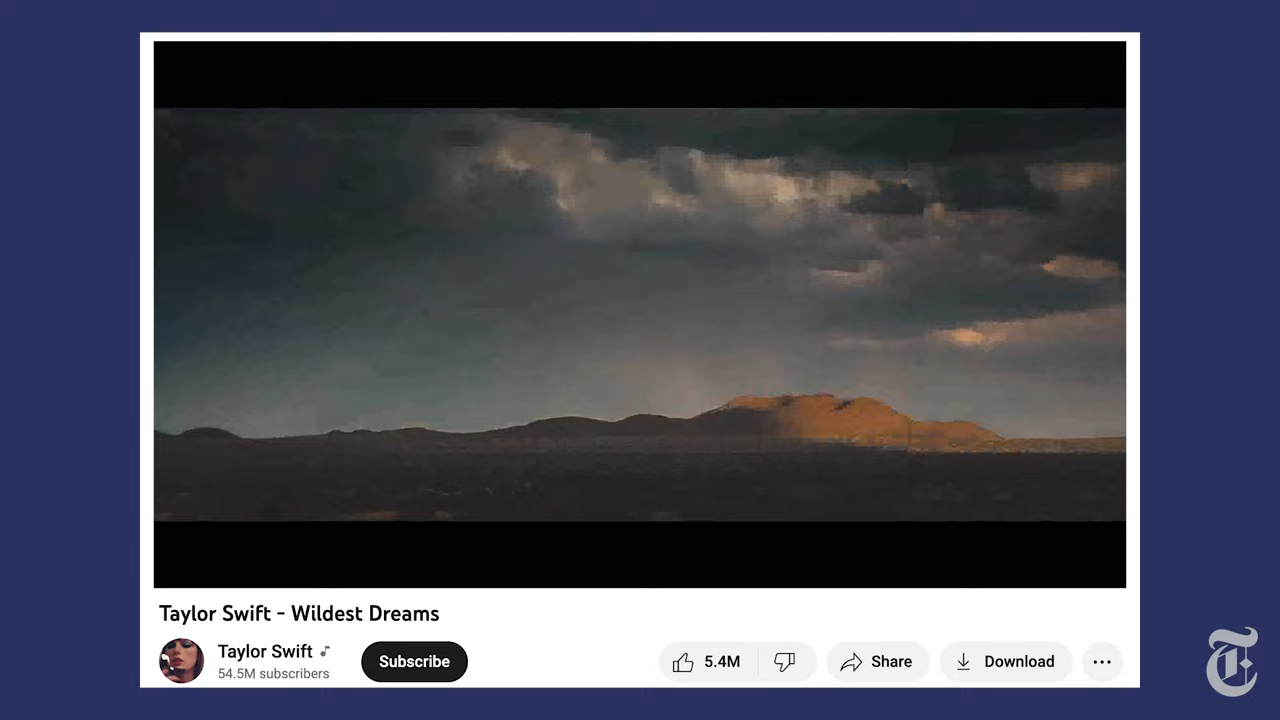 Taylor Swift - Wildest Dreams
Taylor Swift
54.5M subscribers
Subscribe
5.4M
Share
Download
T